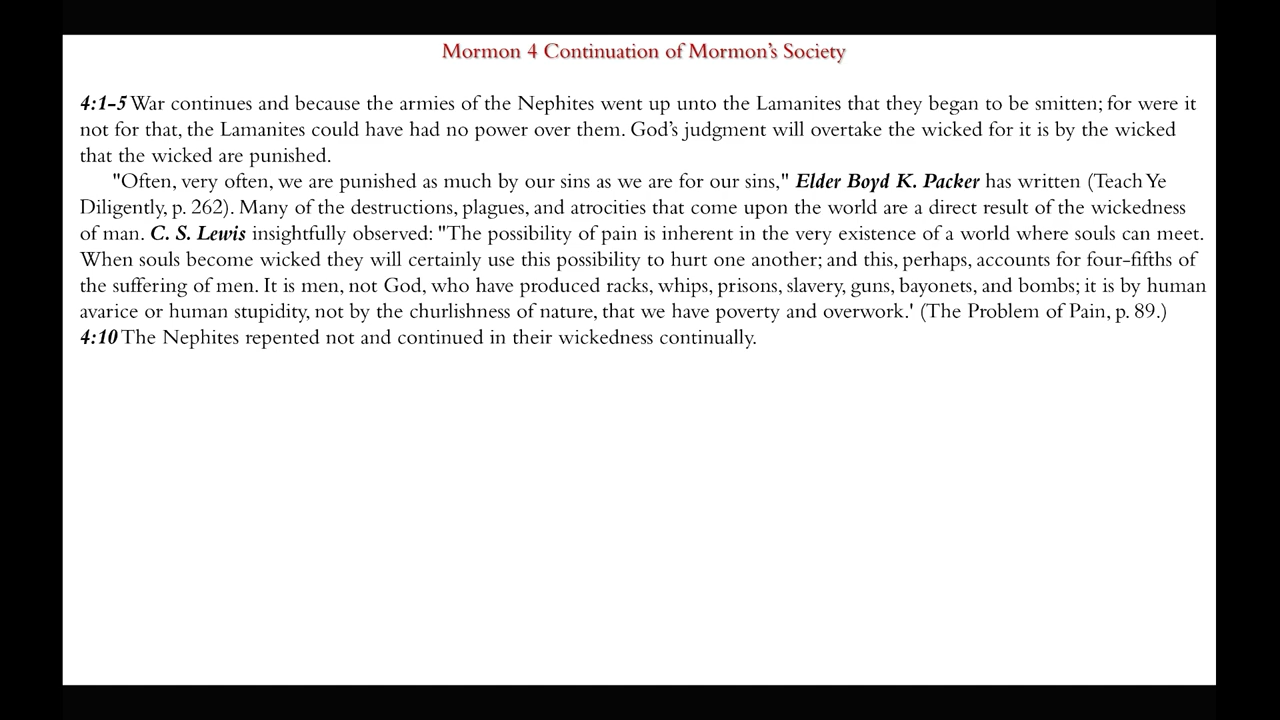 Mormon 4 Continuation of Mormon’s Society
4:1-5 War continues and because the armies of the Nephites went up unto the Lamanites that they began to be smitten; for were it
not for that, the Lamanites could have had no power over them. God’s judgment will overtake the wicked for it is by the wicked
that the wicked are punished.
"Often, very often, we are punished as much by our sins as we are for our sins," Elder Boyd K. Packer has written (Teach Ye
Diligently, p. 262). Many of the destructions, plagues, and atrocities that come upon the world are a direct result of the wickedness
of man. C. S. Lewis insightfully observed: "The possibility of pain is inherent in the very existence of a world where souls can meet.
When souls become wicked they will certainly use this possibility to hurt one another; and this, perhaps, accounts for four-fifths of
the suffering of men. It is men, not God, who have produced racks, whips, prisons, slavery, guns, bayonets, and bombs; it is by human
avarice or human stupidity, not by the churlishness of nature, that we have poverty and overwork.' (The Problem of Pain, p. 89.)
4:10 The Nephites repented not and continued in their wickedness continually.